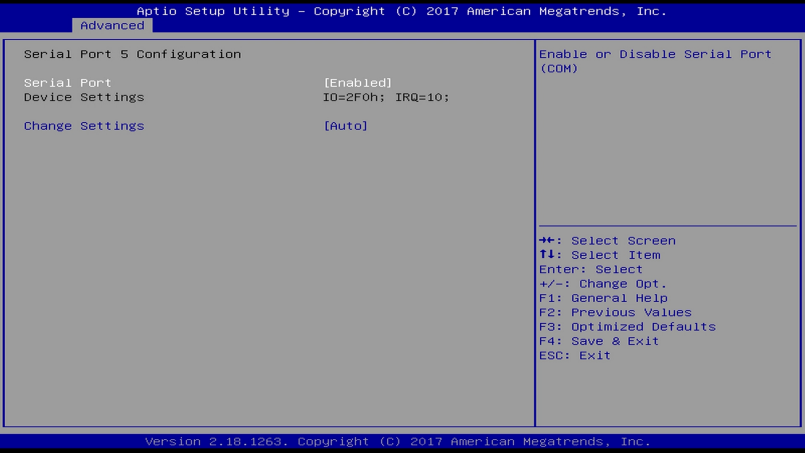 Aptio Setup Utility – Copyright (C) 2017 American Megatrends, Inc.
Advanced
Serial Port 5 Configuration
Serial Port [Enabled]
Device Settings IO=2F0h; IRQ=10;
Change Settings [Auto]
Enable or Disable Serial Port
(COM)
→←: Select Screen
↑↓: Select Item
Enter: Select
+/-: Change Opt.
F1: General Help
F2: Previous Values
F3: Optimized Defaults
F4: Save & Exit
ESC: Exit
Version 2.18.1263. Copyright (C) 2017 American Megatrends, Inc.